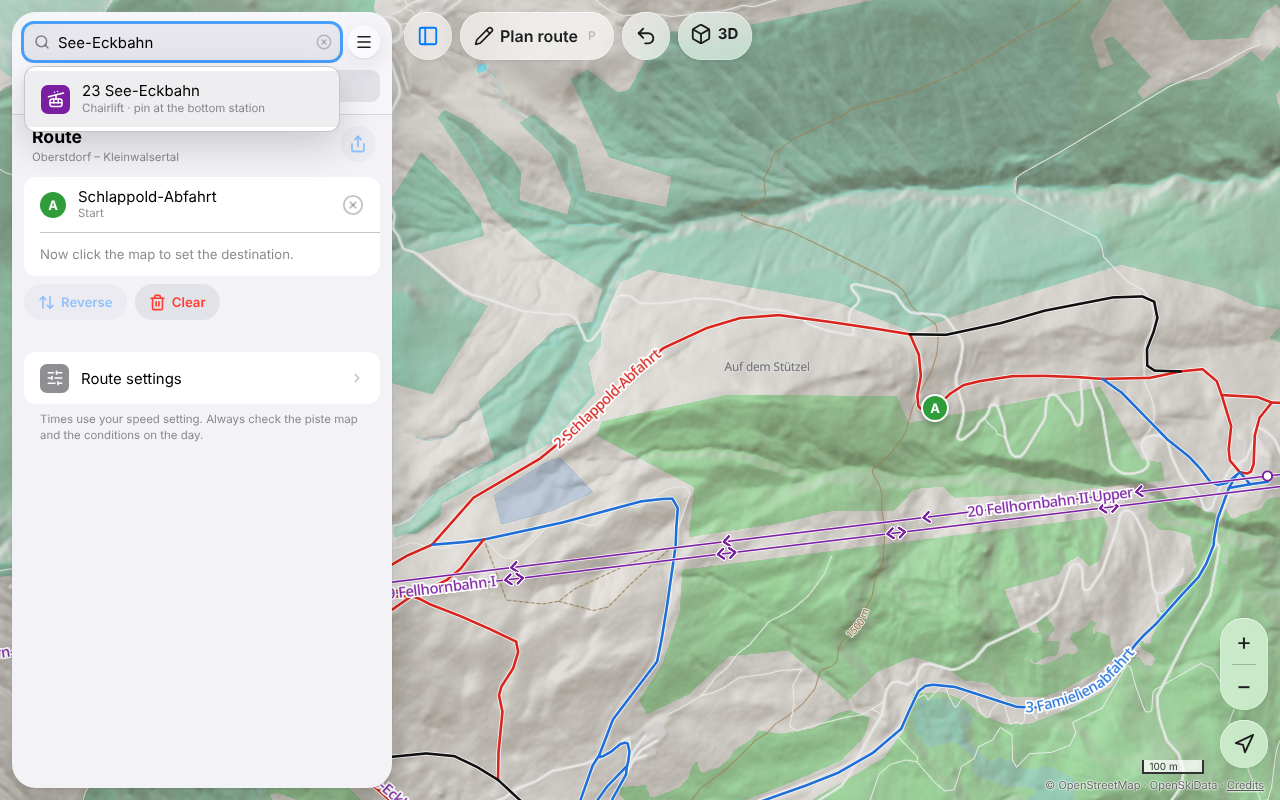 See-Eckbahn
23 See-Eckbahn
Chairlift · pin at the bottom station
Route
Oberstdorf – Kleinwalsertal
A
Schlappold-Abfahrt
Start
Now click the map to set the destination.
Reverse
Clear
Route settings
Times use your speed setting. Always check the piste map
and the conditions on the day.
Plan route P
3D
Auf dem Stützel
2 Schlappold-Abfahrt
A
20 Fellhornbahn II Upper
Fellhornbahn I
1500 m
3 Famielienabfahrt
+
−
100 m
© OpenStreetMap · OpenSkiData · Credits